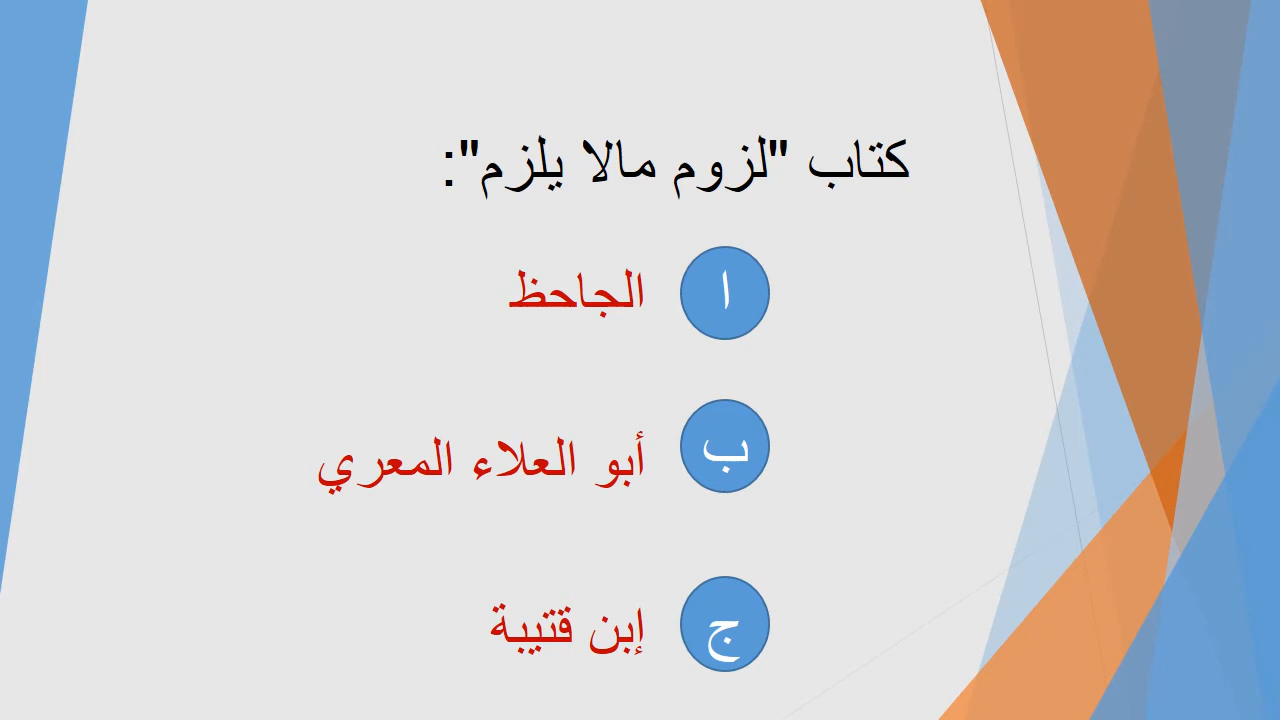 كتاب "لزوم مالا يلزم":
ا الجاحظ
ب أبو العلاء المعري
ج إبن قتيبة